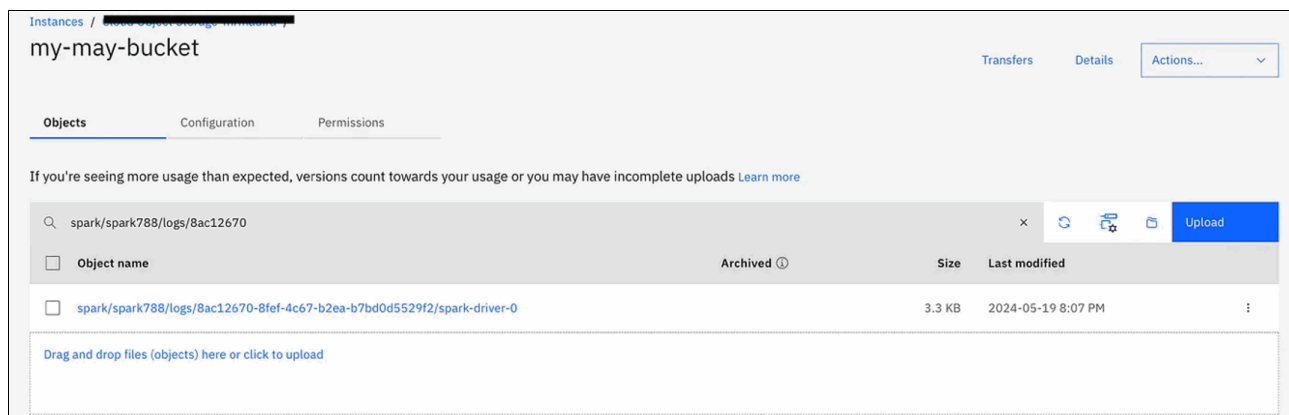 Instances /
my-may-bucket
Transfers Details Actions...
Objects Configuration Permissions
If you're seeing more usage than expected, versions count towards your usage or you may have incomplete uploads Learn more
spark/spark788/logs/8ac12670 × Upload
Object name Archived Size Last modified
spark/spark788/logs/8ac12670-8fef-4c67-b2ea-b7bd0d5529f2/spark-driver-0 3.3 KB 2024-05-19 8:07 PM
Drag and drop files (objects) here or click to upload